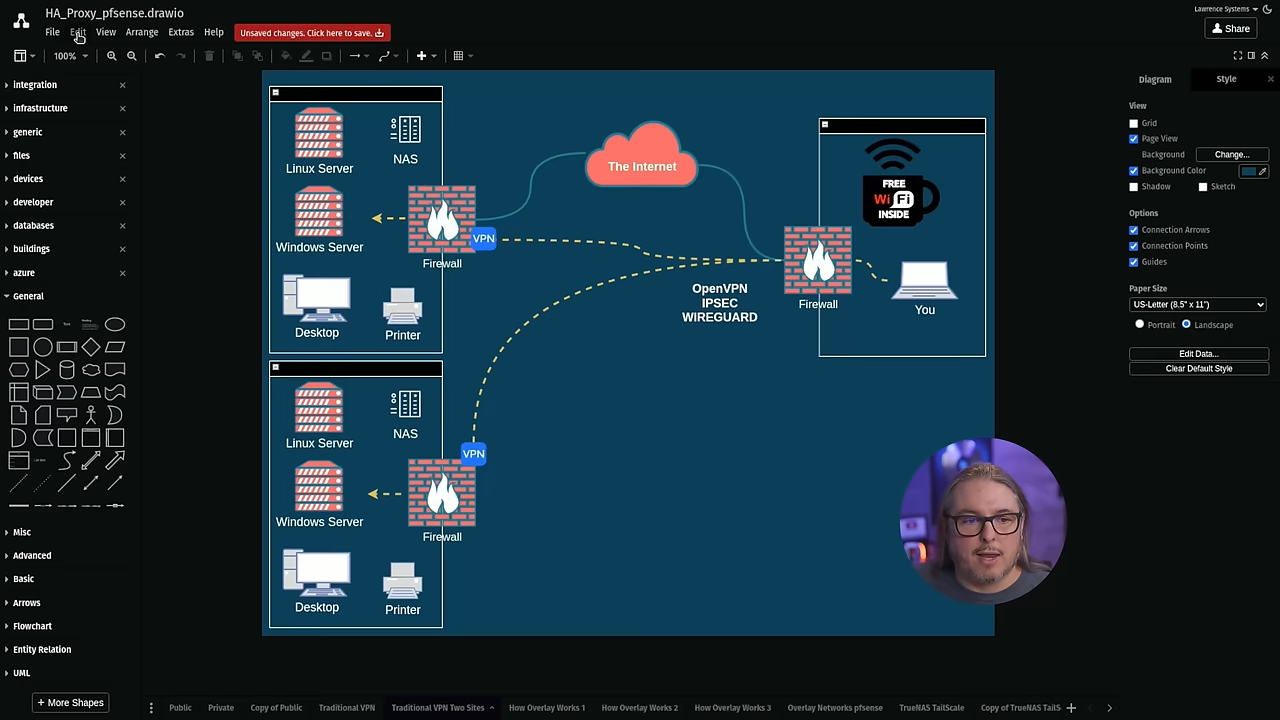 HA_Proxy_pfsense.drawio
Lawrence Systems
File Edit View Arrange Extras Help
Unsaved changes. Click here to save.
Share
100%
integration
infrastructure
generic
files
devices
developer
databases
buildings
azure
General
Misc
Advanced
Basic
Arrows
Flowchart
Entity Relation
UML
+ More Shapes
Linux Server
NAS
Windows Server
VPN
Firewall
Desktop
Printer
Linux Server
NAS
Windows Server
VPN
Firewall
Desktop
Printer
The Internet
OpenVPN
IPSEC
WIREGUARD
FREE
WiFi
INSIDE
Firewall
You
Diagram
Style
View
Grid
Page View
Background
Change...
Background Color
Shadow
Sketch
Options
Connection Arrows
Connection Points
Guides
Paper Size
US-Letter (8,5" x 11")
Portrait
Landscape
Edit Data...
Clear Default Style
Public
Private
Copy of Public
Traditional VPN
Traditional VPN Two Sites
How Overlay Works 1
How Overlay Works 2
How Overlay Works 3
Overlay Networks pfsense
TrueNAS TailScale
Copy of TrueNAS TailS